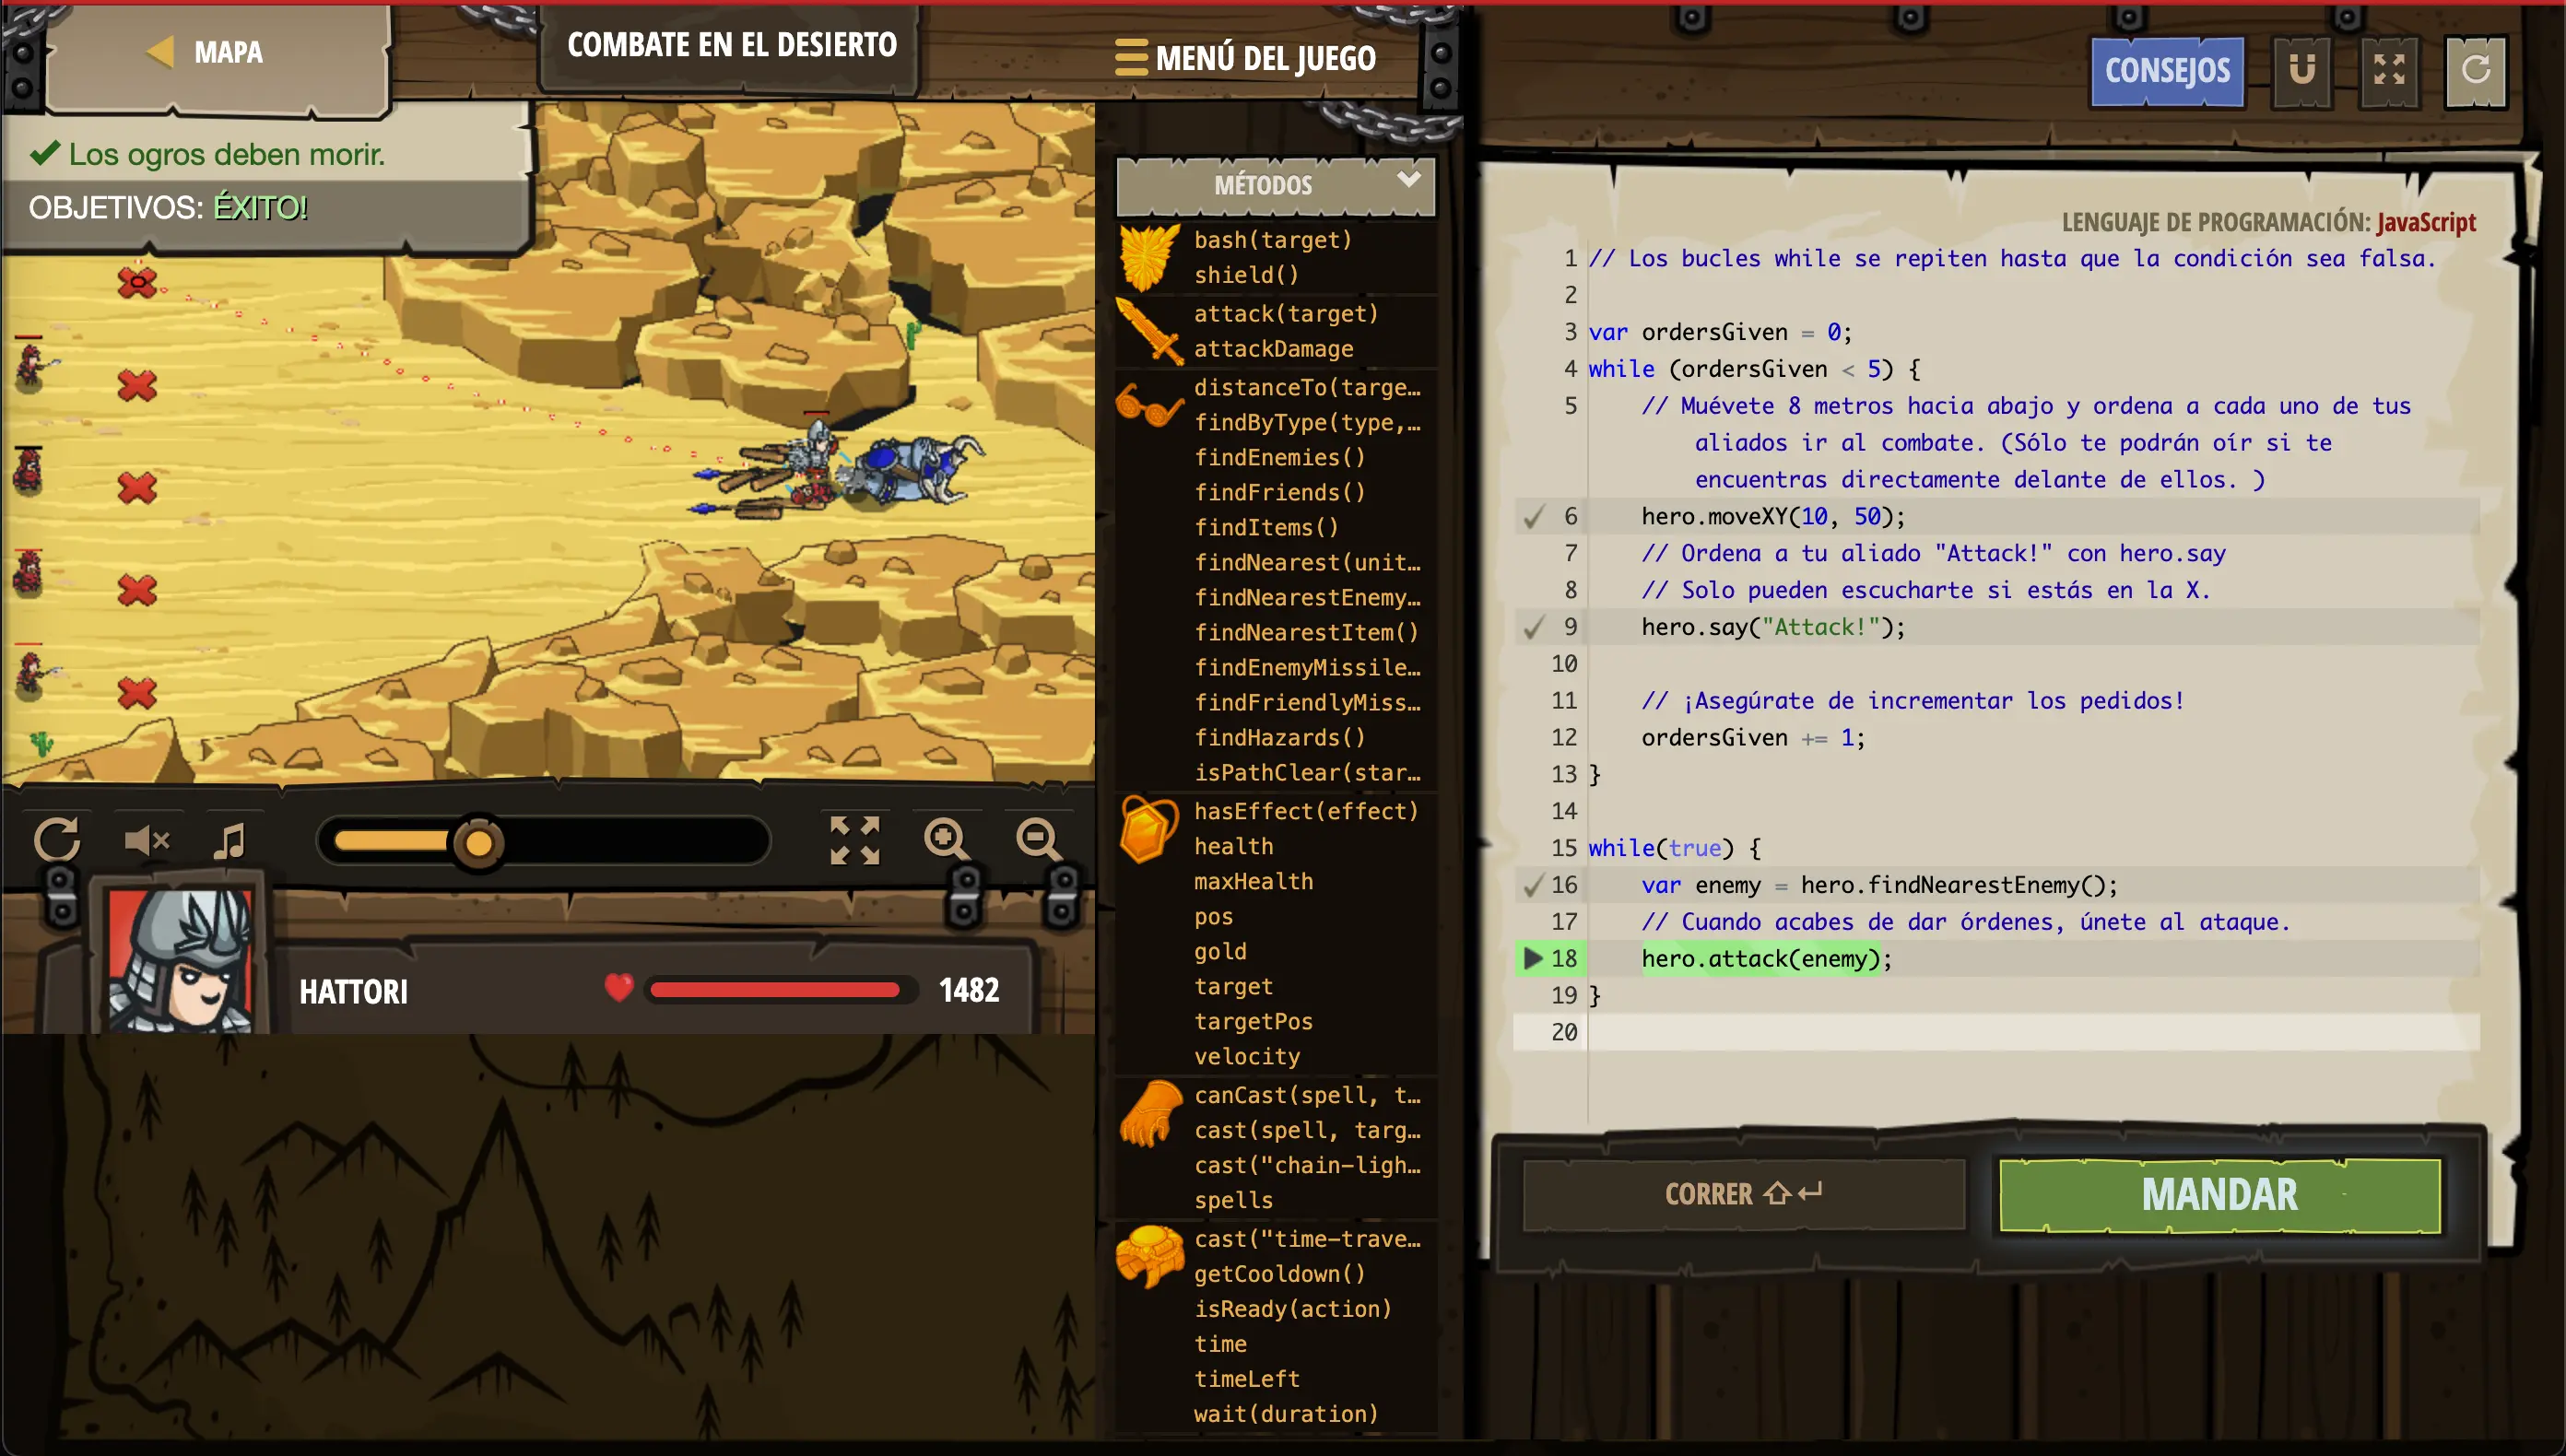 MAPA
COMBATE EN EL DESIERTO
MENÚ DEL JUEGO
CONSEJOS
Los ogros deben morir.
OBJETIVOS: ÉXITO!
HATTORI
1482
MÉTODOS
bash(target)
shield()
attack(target)
attackDamage
distanceTo(targe…
findByType(type,…
findEnemies()
findFriends()
findItems()
findNearest(unit…
findNearestEnemy…
findNearestItem()
findEnemyMissile…
findFriendlyMiss…
findHazards()
isPathClear(star…
hasEffect(effect)
health
maxHealth
pos
gold
target
targetPos
velocity
canCast(spell, t…
cast(spell, targ…
cast("chain-ligh…
spells
cast("time-trave…
getCooldown()
isReady(action)
time
timeLeft
wait(duration)
LENGUAJE DE PROGRAMACIÓN: JavaScript
1 // Los bucles while se repiten hasta que la condición sea falsa.
2
3 var ordersGiven = 0;
4 while (ordersGiven < 5) {
5 // Muévete 8 metros hacia abajo y ordena a cada uno de tus
aliados ir al combate. (Sólo te podrán oír si te
encuentras directamente delante de ellos. )
6 hero.moveXY(10, 50);
7 // Ordena a tu aliado "Attack!" con hero.say
8 // Solo pueden escucharte si estás en la X.
9 hero.say("Attack!");
10
11 // ¡Asegúrate de incrementar los pedidos!
12 ordersGiven += 1;
13 }
14
15 while(true) {
16 var enemy = hero.findNearestEnemy();
17 // Cuando acabes de dar órdenes, únete al ataque.
18 hero.attack(enemy);
19 }
20
CORRER
MANDAR